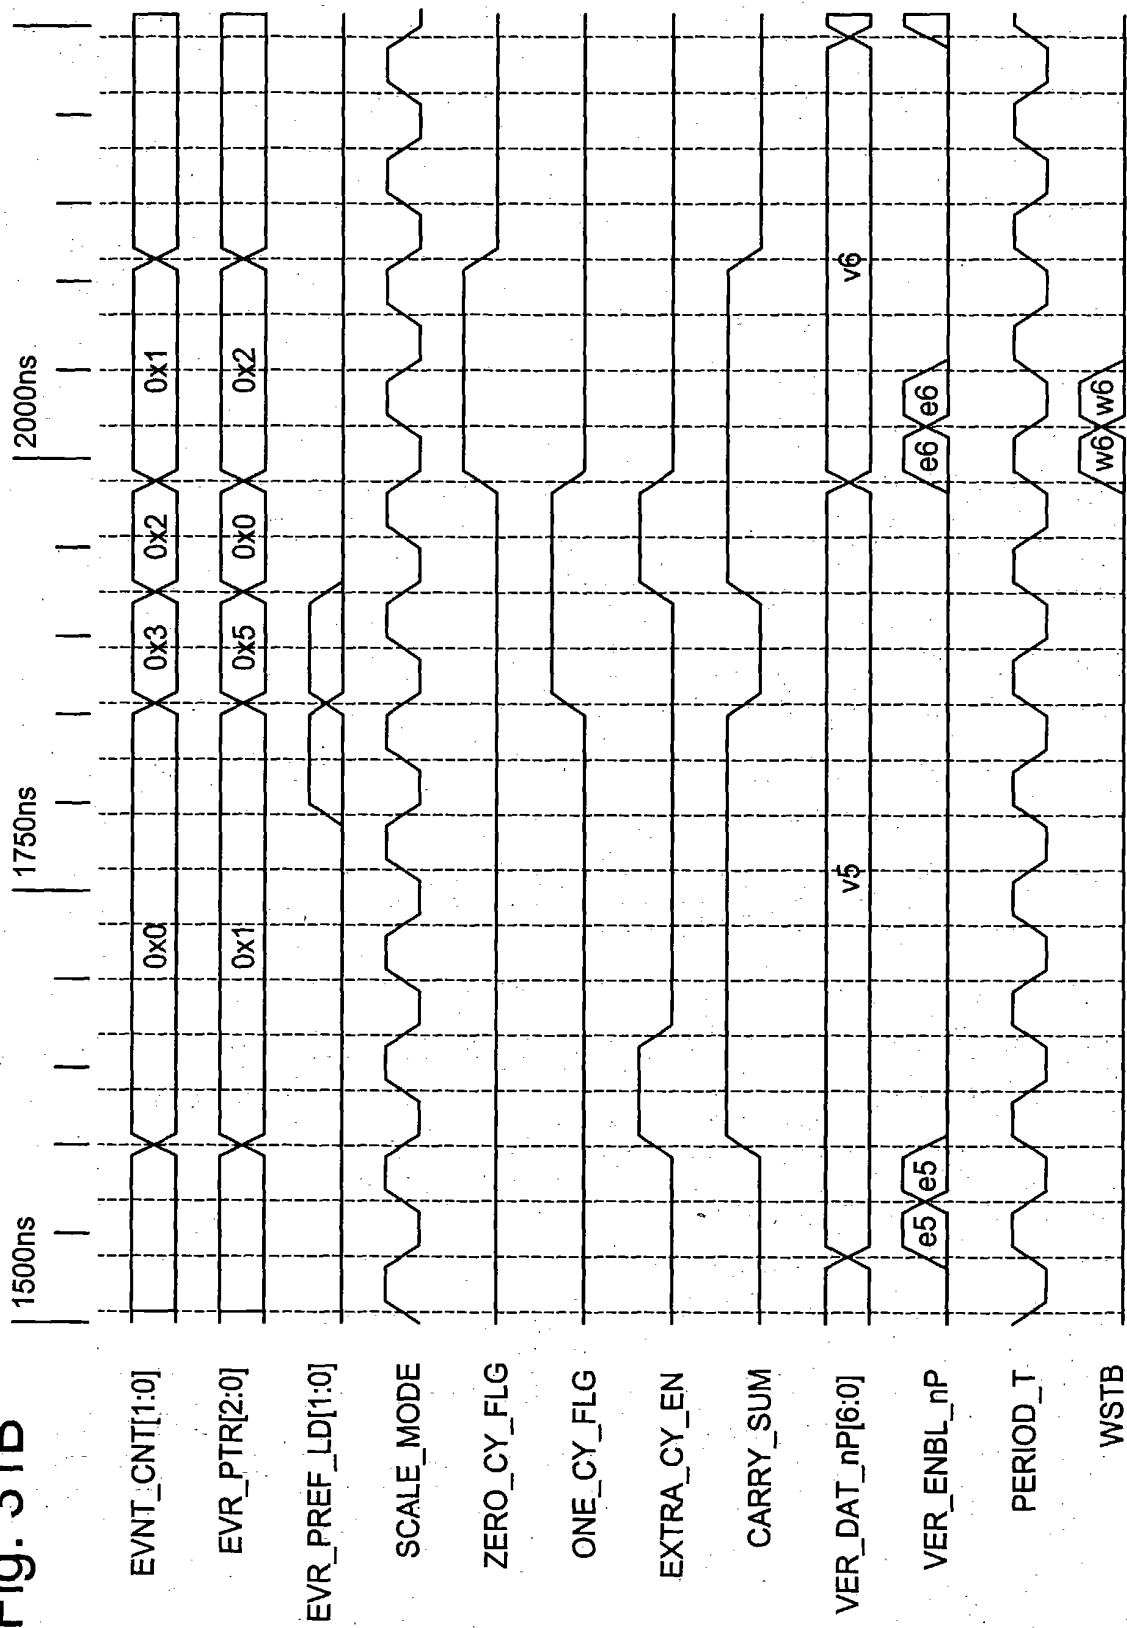 Fig. 31B
1500ns
1750ns
2000ns
EVNT_CNT[1:0]
0x0
0x3
0x2
0x1
EVR_PTR[2:0]
0x1
0x5
0x0
0x2
EVR_PREF_LD[1:0]
SCALE_MODE
ZERO_CY_FLG
ONE_CY_FLG
EXTRA_CY_EN
CARRY_SUM
VER_DAT_nP[6:0]
v5
v6
VER_ENBL_nP
e5
e5
e6
e6
PERIOD_T
WSTB
w6
w6